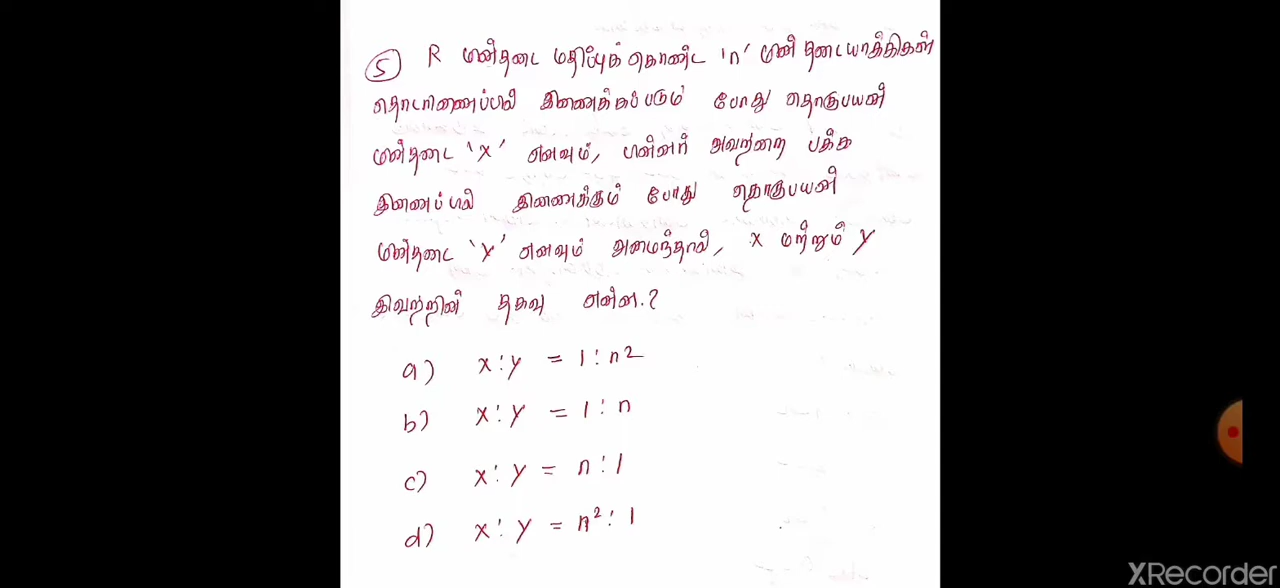 5 R மின்தடை மதிப்புக் கொண்ட 'n' மின் தடையாக்கிகள்
தொடரிணைப்பில் இணைக்கப்படும் போது தொகுபயன்
மின்தடை 'X' எனவும், பின்னர் அவற்றை பக்க
இணைப்பில் இணைக்கும் போது தொகுபயன்
மின்தடை 'Y' எனவும் அமைந்தால், x மற்றும் y
இவற்றின் தகவு என்ன.?
a) x : y = 1 : n2
b) x : y = 1 : n
c) x : y = n : 1
d) x : y = n² : 1
XRecorder